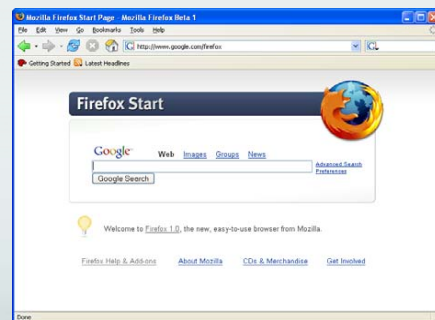 Mozilla Firefox Start Page - Mozilla Firefox Beta 1
File Edit View Go Bookmarks Tools Help
http://www.google.com/firefox
Getting Started Latest Headlines
Firefox Start
Google Web Images Groups News
Advanced Search
Preferences
Google Search
Welcome to Firefox 1.0, the new, easy-to-use browser from Mozilla.
Firefox Help & Add-ons About Mozilla CDs & Merchandise Get Involved
Done